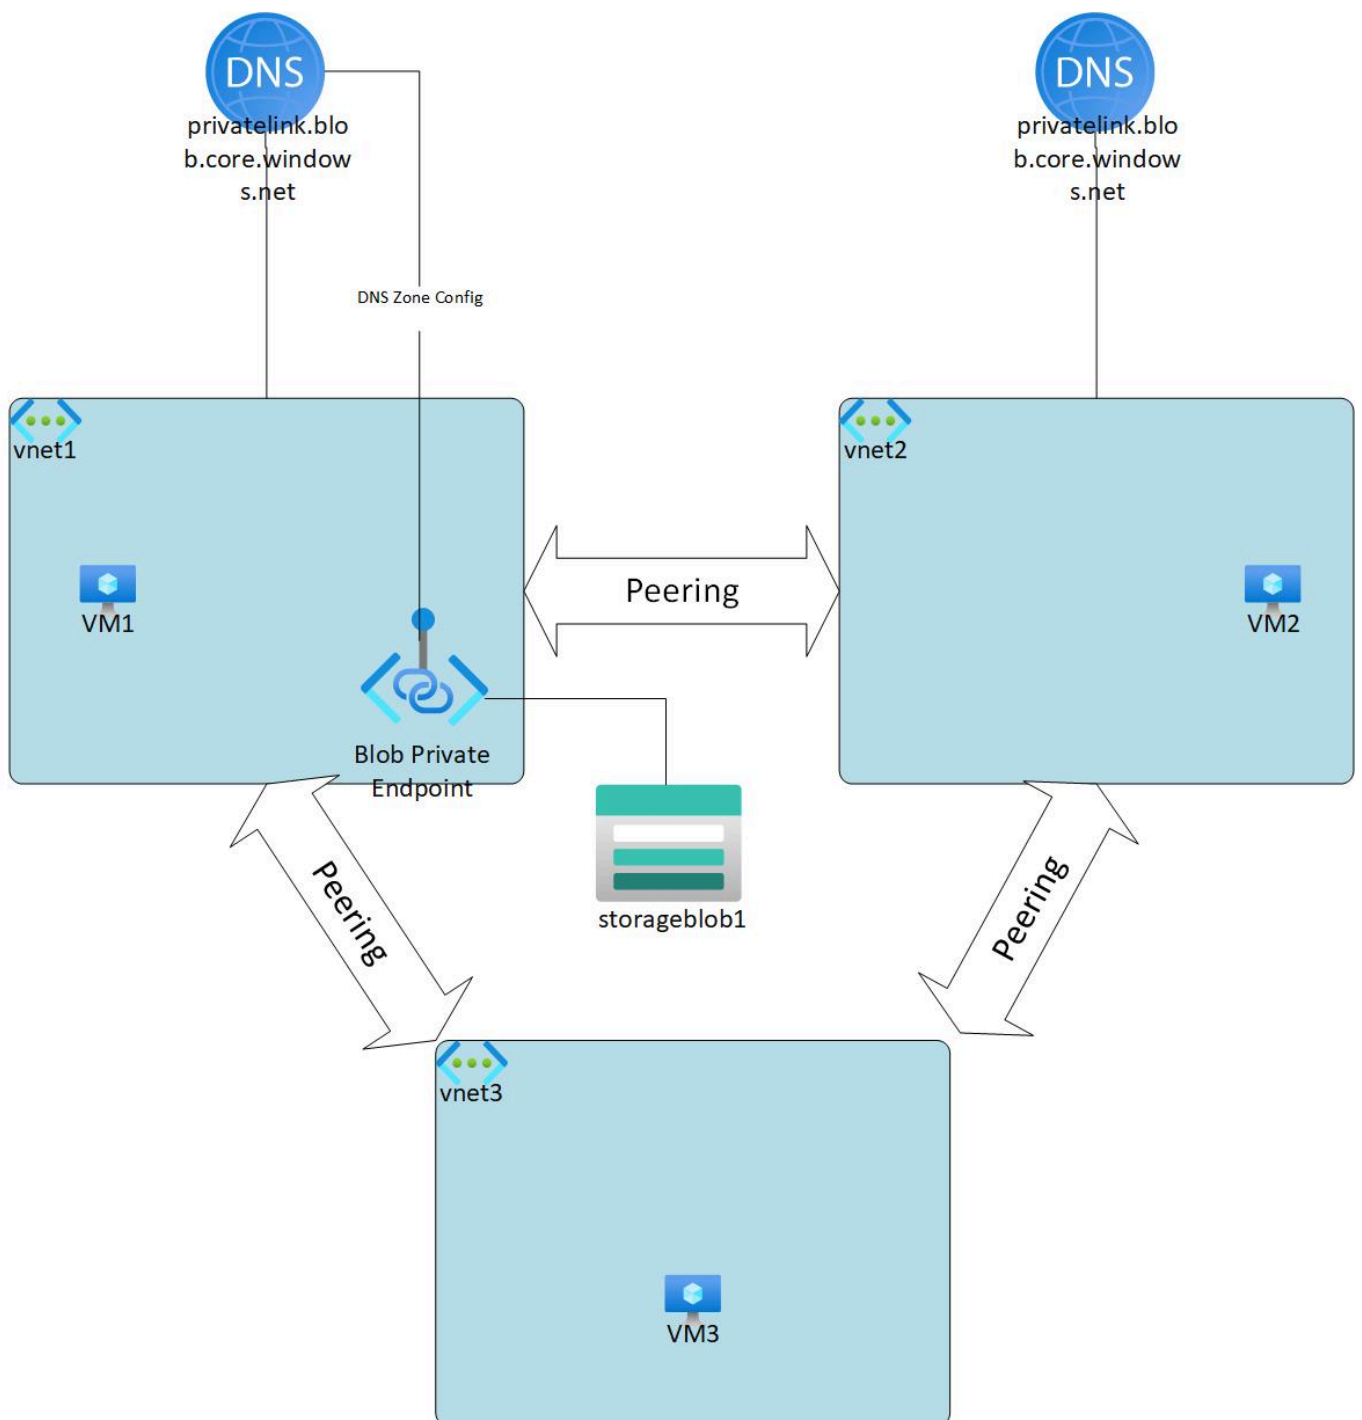 DNS
privatelink.blo
b.core.window
s.net
DNS
privatelink.blo
b.core.window
s.net
DNS Zone Config
vnet1
vnet2
VM1
Peering
VM2
Blob Private
Endpoint
storageblob1
Peering
Peering
vnet3
VM3